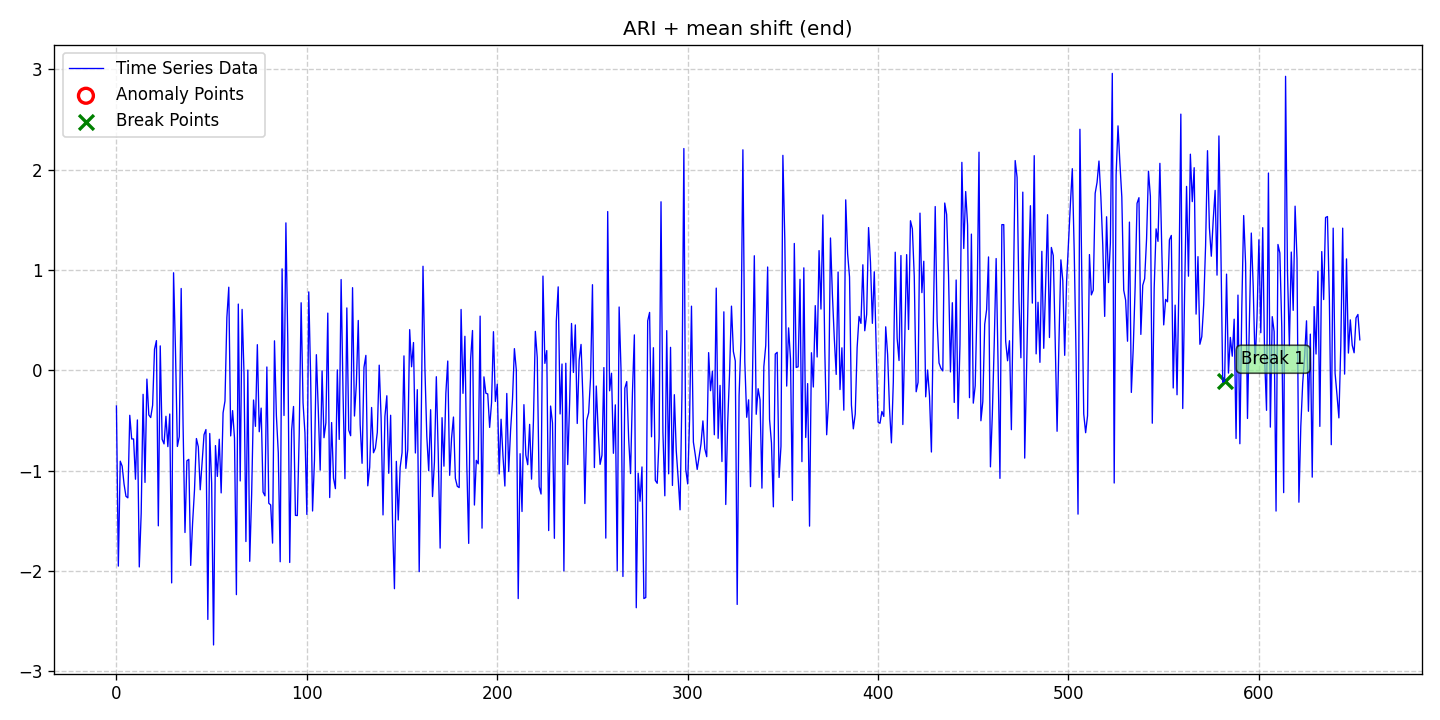 ARI + mean shift (end)
Time Series Data
Anomaly Points
Break Points
3
2
1
0
−1
−2
−3
Break 1
0
100
200
300
400
500
600